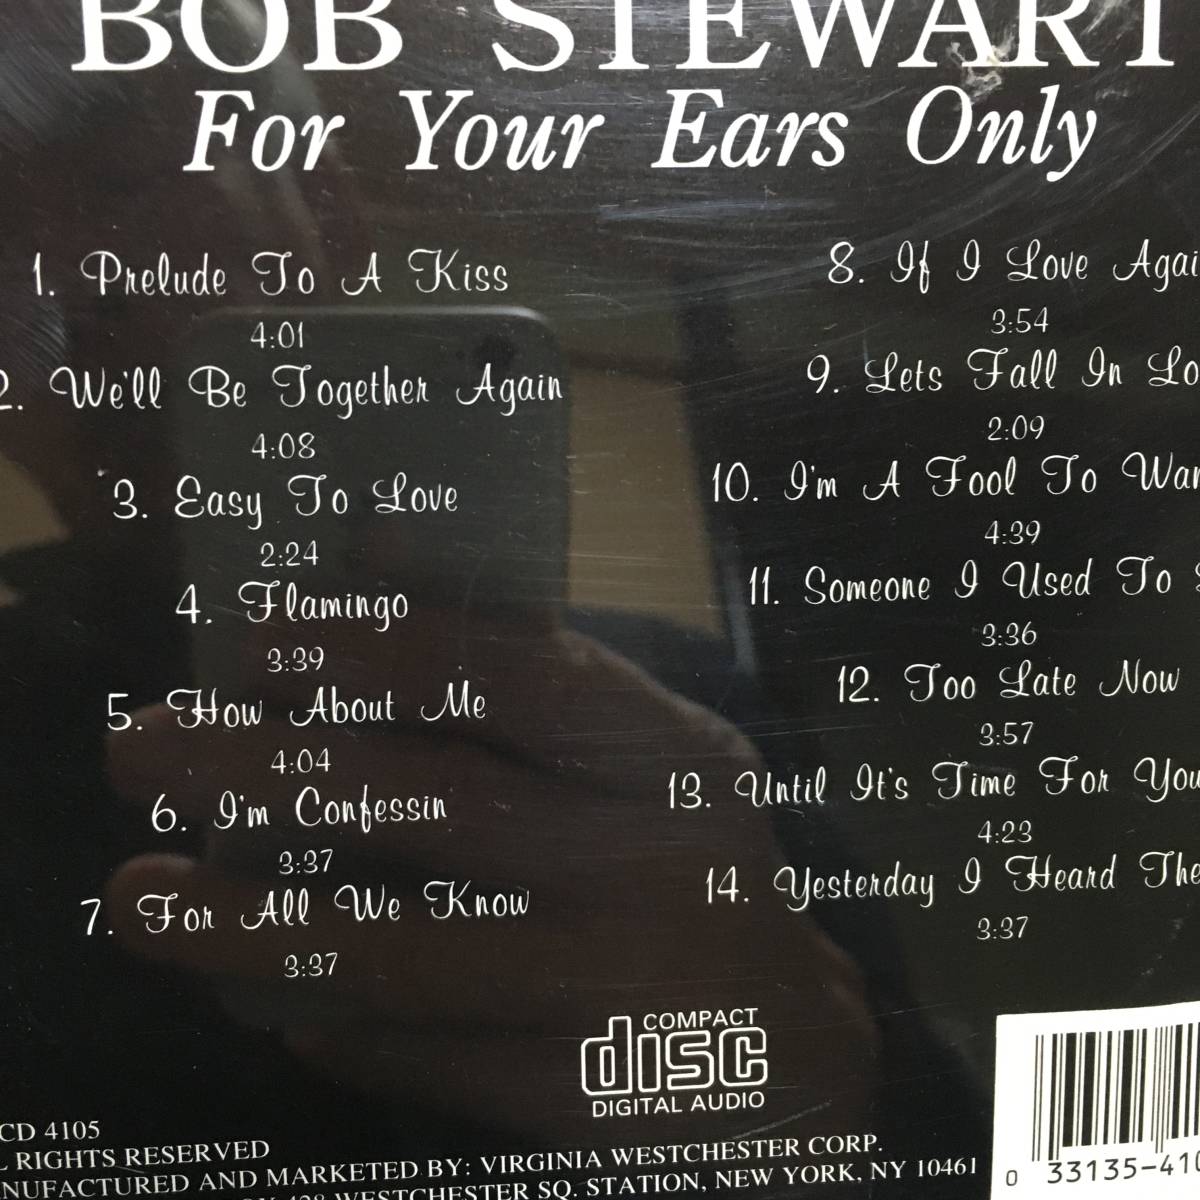 BOB STEWART
For Your Ears Only
1. Prelude To A Kiss
4:01
2. We'll Be Together Again
4:08
3. Easy To Love
2:24
4. Flamingo
3:39
5. How About Me
4:04
6. I'm Confessin'
3:37
7. For All We Know
3:37
8. If I Love Agai
3:54
9. Lets Fall In Lo
2:09
10. I'm A Fool To Wan
4:39
11. Someone I Used To
3:36
12. Too Late Now
3:57
13. Until It's Time For You
4:23
14. Yesterday I Heard The
3:37
COMPACT
disc
DIGITAL AUDIO
CD 4105
L RIGHTS RESERVED
NUFACTURED AND MARKETED BY: VIRGINIA WESTCHESTER CORP.
WESTCHESTER SQ. STATION, NEW YORK, NY 10461
0 33135-410